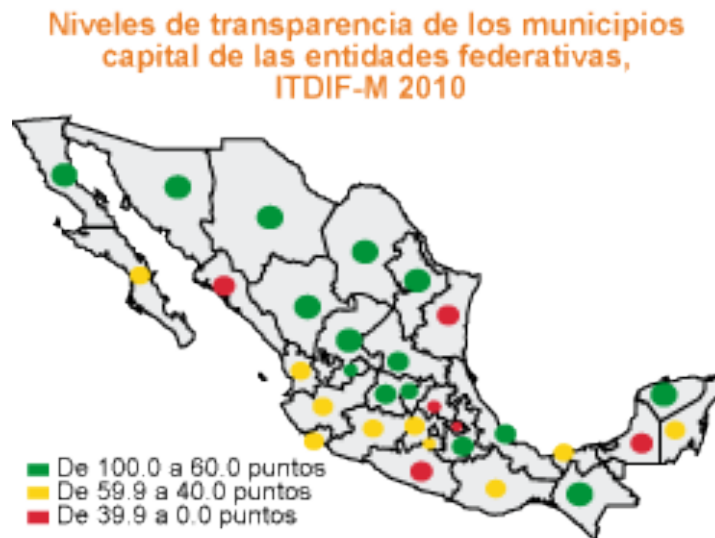 Niveles de transparencia de los municipios
capital de las entidades federativas,
ITDIF-M 2010
De 100.0 a 60.0 puntos
De 59.9 a 40.0 puntos
De 39.9 a 0.0 puntos